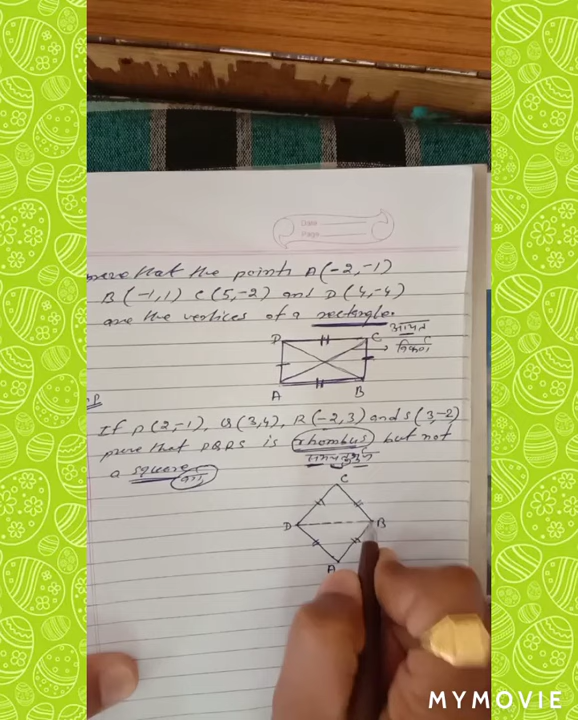 Date
Page
prove that the points A(-2,-1)
B(-1,1) C(5,-2) and D(4,-4)
are the vertices of a rectangle.
आयत
विकर्ण
D C
A B
If P(2,-1), Q(3,4), R(-2,3) and S(3,-2)
prove that PQRS is rhombus but not
a square
समचतुर्भुज
वर्ग
C
D B
A
MYMOVIE